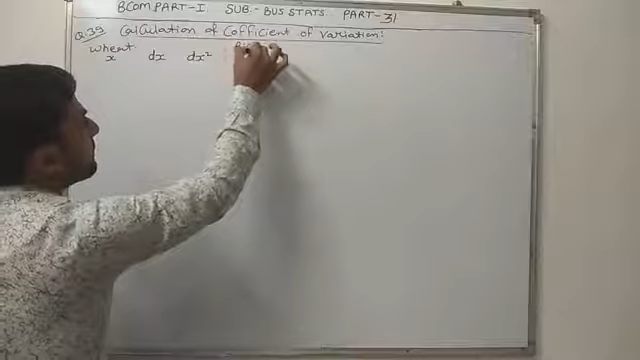 BCOM PART-I SUB.- BUS STATS PART-31
Q.39 Calculation of Cofficient of Variation:
wheat
x dx dx²